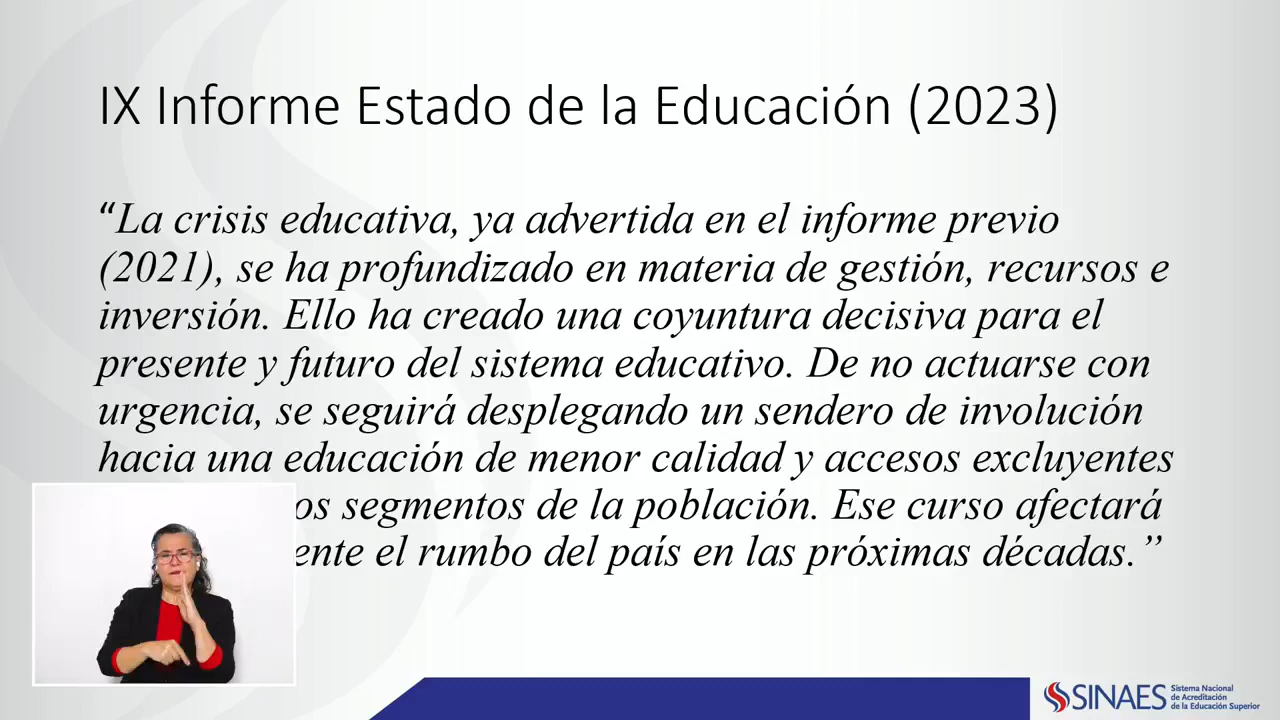 IX Informe Estado de la Educación (2023)
“La crisis educativa, ya advertida en el informe previo
(2021), se ha profundizado en materia de gestión, recursos e
inversión. Ello ha creado una coyuntura decisiva para el
presente y futuro del sistema educativo. De no actuarse con
urgencia, se seguirá desplegando un sendero de involución
hacia una educación de menor calidad y accesos excluyentes
segmentos de la población. Ese curso afectará
el rumbo del país en las próximas décadas.”
SINAES
Sistema Nacional
de Acreditación
de la Educación Superior